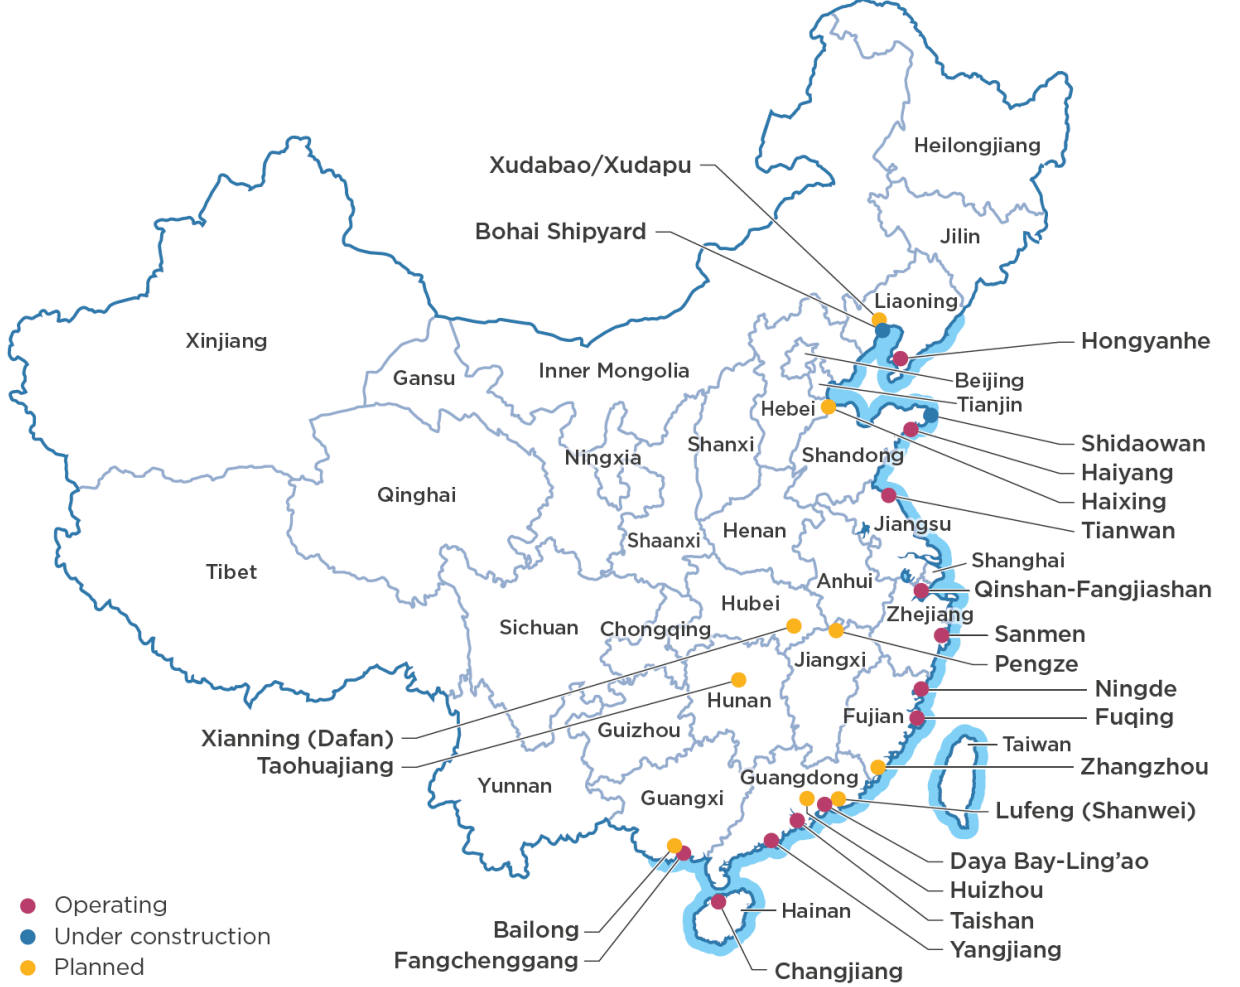 Heilongjiang
Xudabao/Xudapu
Bohai Shipyard
Jilin
Liaoning
Xinjiang
Hongyanhe
Inner Mongolia
Gansu
Beijing
Tianjin
Hebei
Shidaowan
Shanxi
Ningxia
Shandong
Haiyang
Qinghai
Haixing
Jiangsu
Henan
Tianwan
Shaanxi
Shanghai
Tibet
Anhui
Qinshan-Fangjiashan
Hubei
Zhejiang
Sichuan
Chongqing
Sanmen
Jiangxi
Pengze
Ningde
Hunan
Fujian
Fuqing
Guizhou
Xianning (Dafan)
Taiwan
Taohuajiang
Zhangzhou
Guangdong
Yunnan
Guangxi
Lufeng (Shanwei)
Daya Bay-Ling’ao
Huizhou
Operating
Hainan
Taishan
Bailong
Under construction
Yangjiang
Fangchenggang
Planned
Changjiang